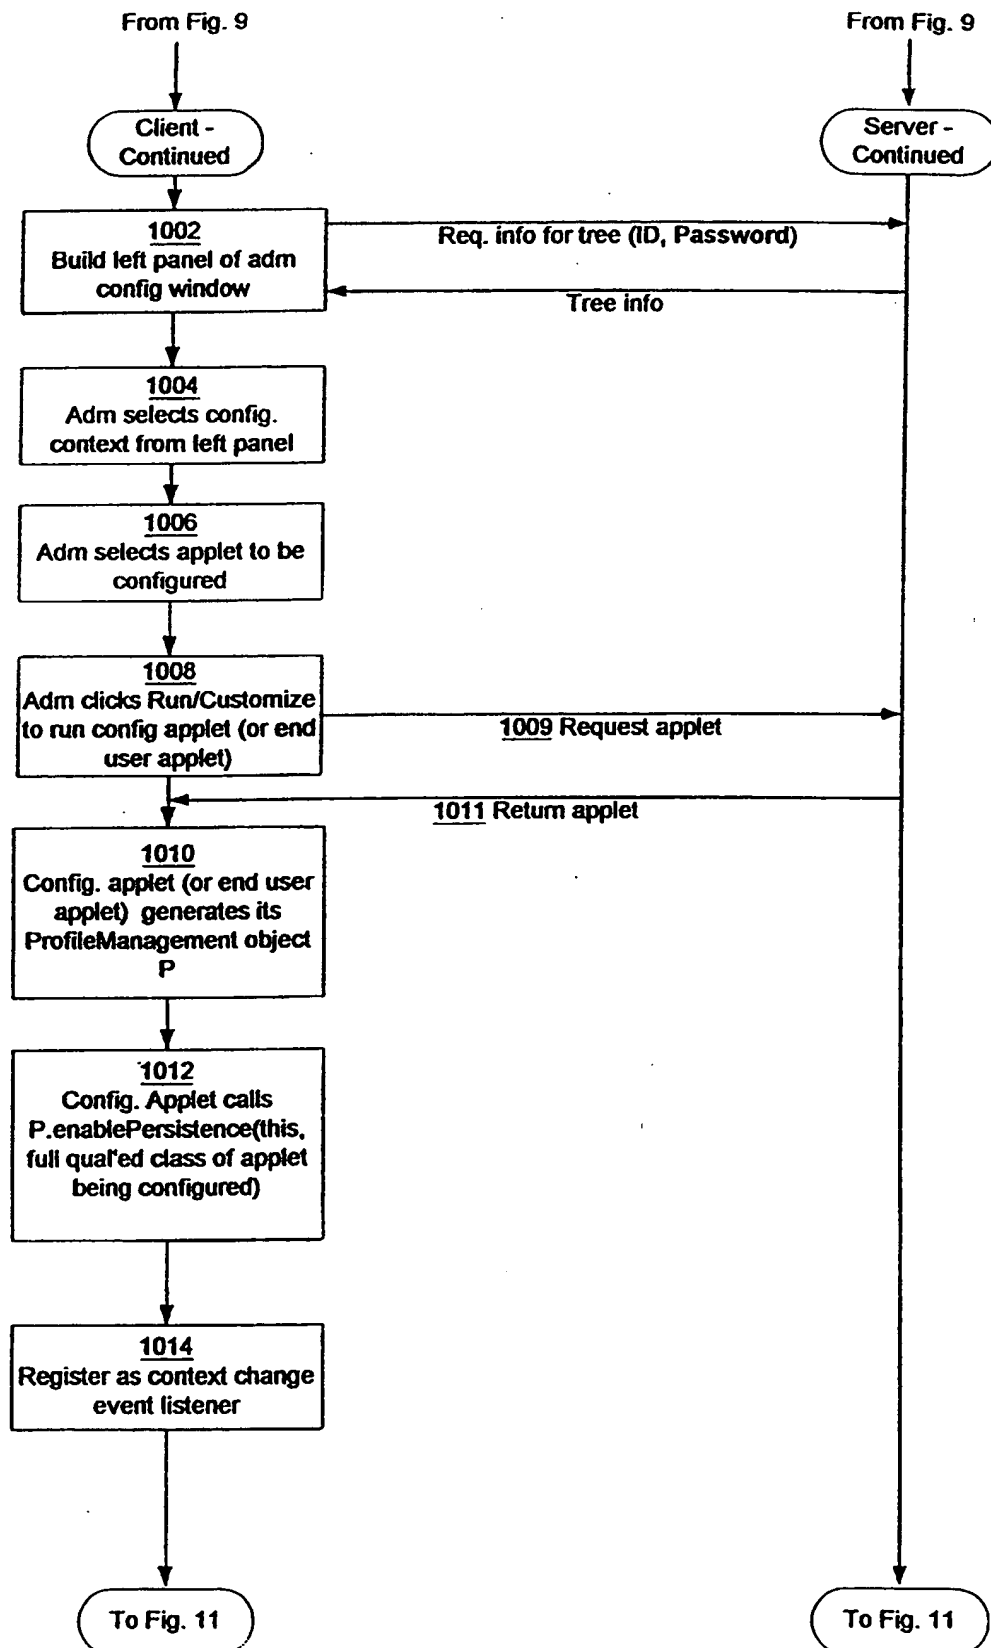 From Fig. 9
From Fig. 9
Client -
Continued
Server -
Continued
1002
Build left panel of adm
config window
Req. info for tree (ID, Password)
Tree info
1004
Adm selects config.
context from left panel
1006
Adm selects applet to be
configured
1008
Adm clicks Run/Customize
to run config applet (or end
user applet)
1009 Request applet
1011 Return applet
1010
Config. applet (or end user
applet) generates its
ProfileManagement object
P
1012
Config. Applet calls
P.enablePersistence(this,
full qual'ed class of applet
being configured)
1014
Register as context change
event listener
To Fig. 11
To Fig. 11